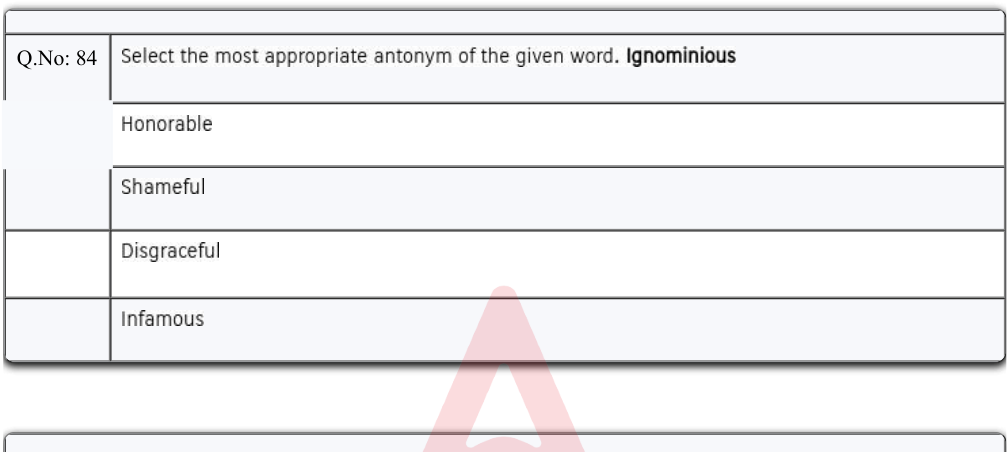 Q.No: 84 Select the most appropriate antonym of the given word. Ignominious
Honorable
Shameful
Disgraceful
Infamous